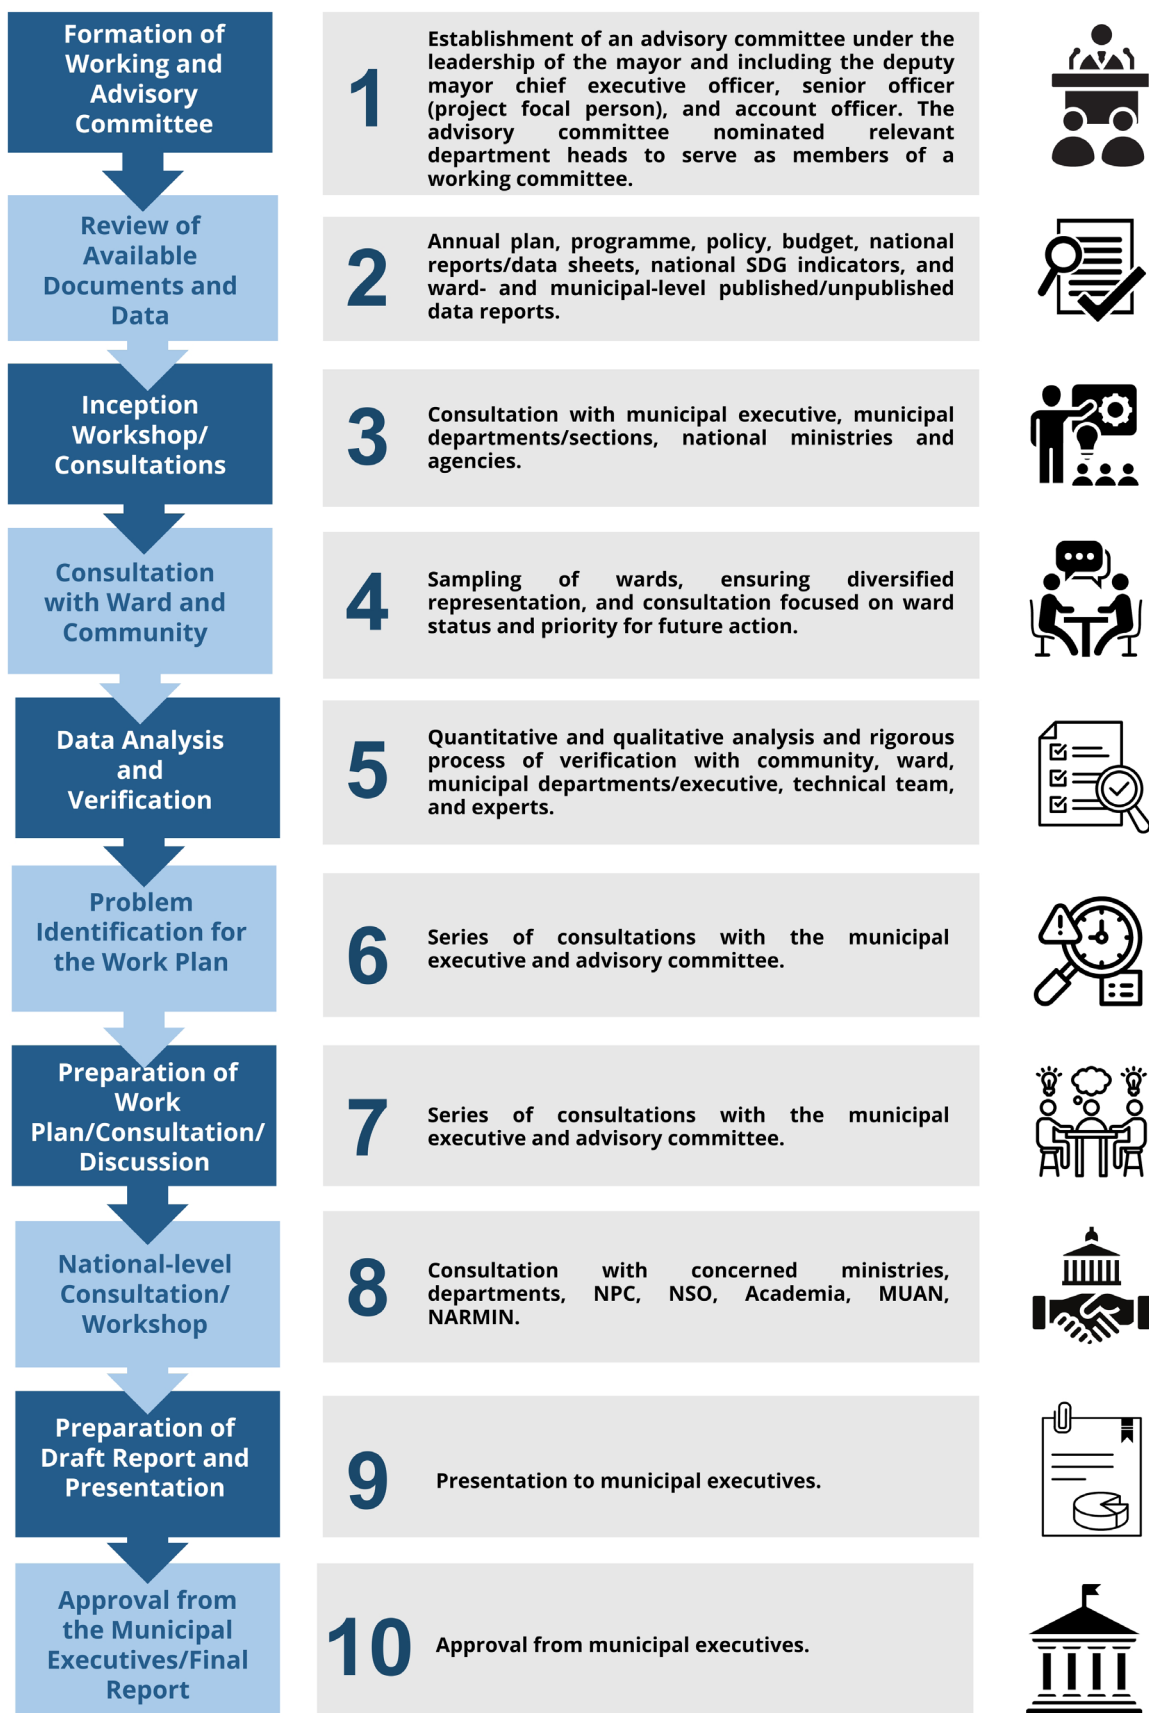 Formation of
Working and
Advisory
Committee
1
Establishment of an advisory committee under the
leadership of the mayor and including the deputy
mayor chief executive officer, senior officer
(project focal person), and account officer. The
advisory committee nominated relevant
department heads to serve as members of a
working committee.
Review of
Available
Documents and
Data
2
Annual plan, programme, policy, budget, national
reports/data sheets, national SDG indicators, and
ward- and municipal-level published/unpublished
data reports.
Inception
Workshop/
Consultations
3
Consultation with municipal executive, municipal
departments/sections, national ministries and
agencies.
Consultation
with Ward and
Community
4
Sampling of wards, ensuring diversified
representation, and consultation focused on ward
status and priority for future action.
Data Analysis
and
Verification
5
Quantitative and qualitative analysis and rigorous
process of verification with community, ward,
municipal departments/executive, technical team,
and experts.
Problem
Identification for
the Work Plan
6
Series of consultations with the municipal
executive and advisory committee.
Preparation of
Work
Plan/Consultation/
Discussion
7
Series of consultations with the municipal
executive and advisory committee.
National-level
Consultation/
Workshop
8
Consultation with concerned ministries,
departments, NPC, NSO, Academia, MUAN,
NARMIN.
Preparation of
Draft Report and
Presentation
9
Presentation to municipal executives.
Approval from
the Municipal
Executives/Final
Report
10
Approval from municipal executives.